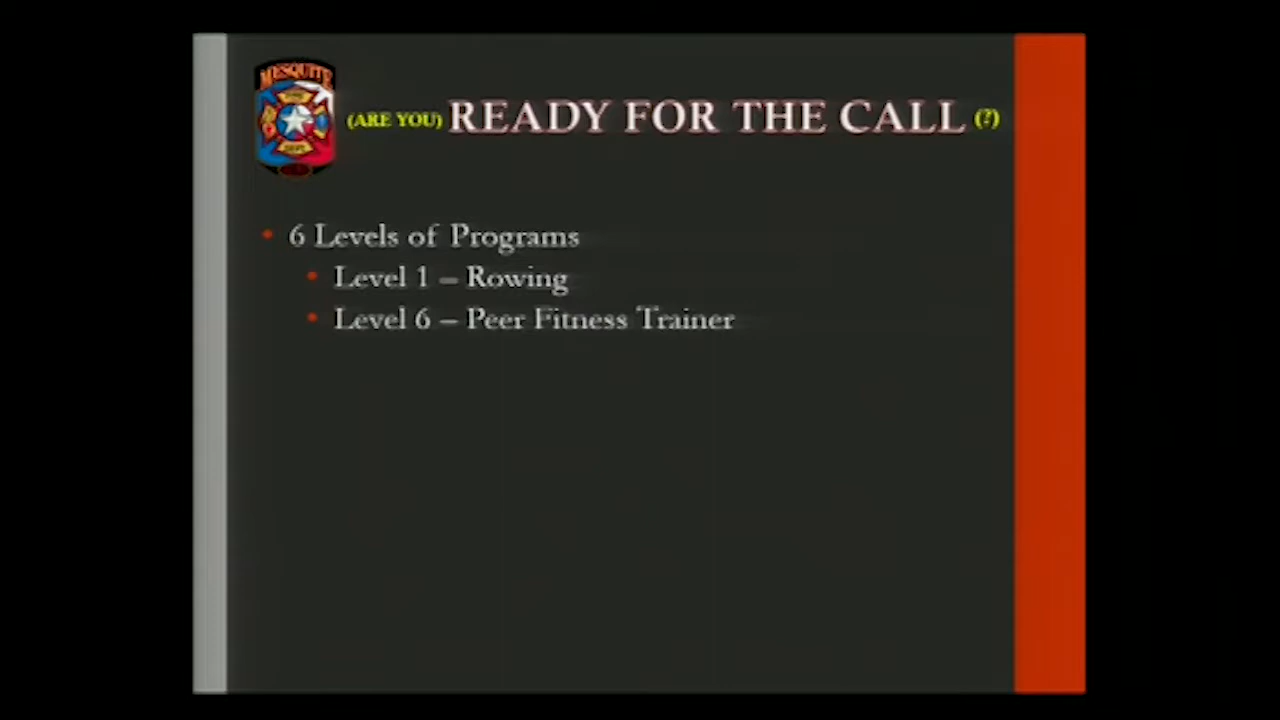 MESQUITE
(ARE YOU) READY FOR THE CALL (?)
• 6 Levels of Programs
• Level 1 – Rowing
• Level 6 – Peer Fitness Trainer